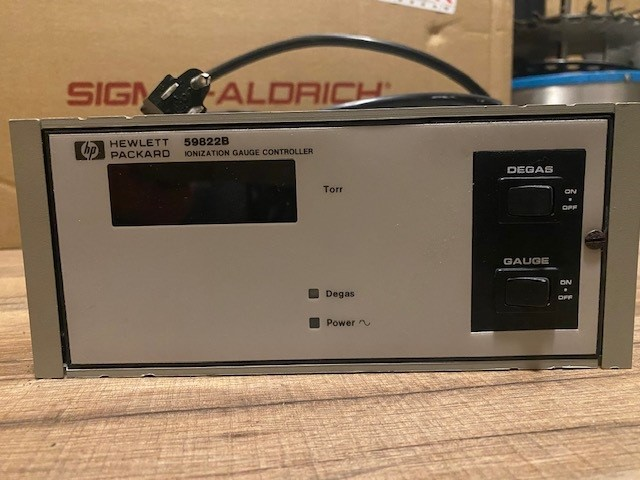 SIGMA-ALDRICH
hp HEWLETT PACKARD 59822B
IONIZATION GAUGE CONTROLLER
Torr
DEGAS
ON
OFF
GAUGE
ON
OFF
Degas
Power